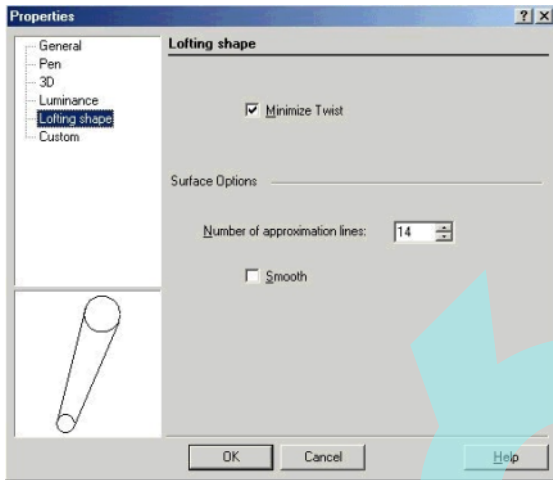 Properties
General
Pen
3D
Luminance
Lofting shape
Custom
Lofting shape
Minimize Twist
Surface Options
Number of approximation lines: 14
Smooth
OK Cancel Help